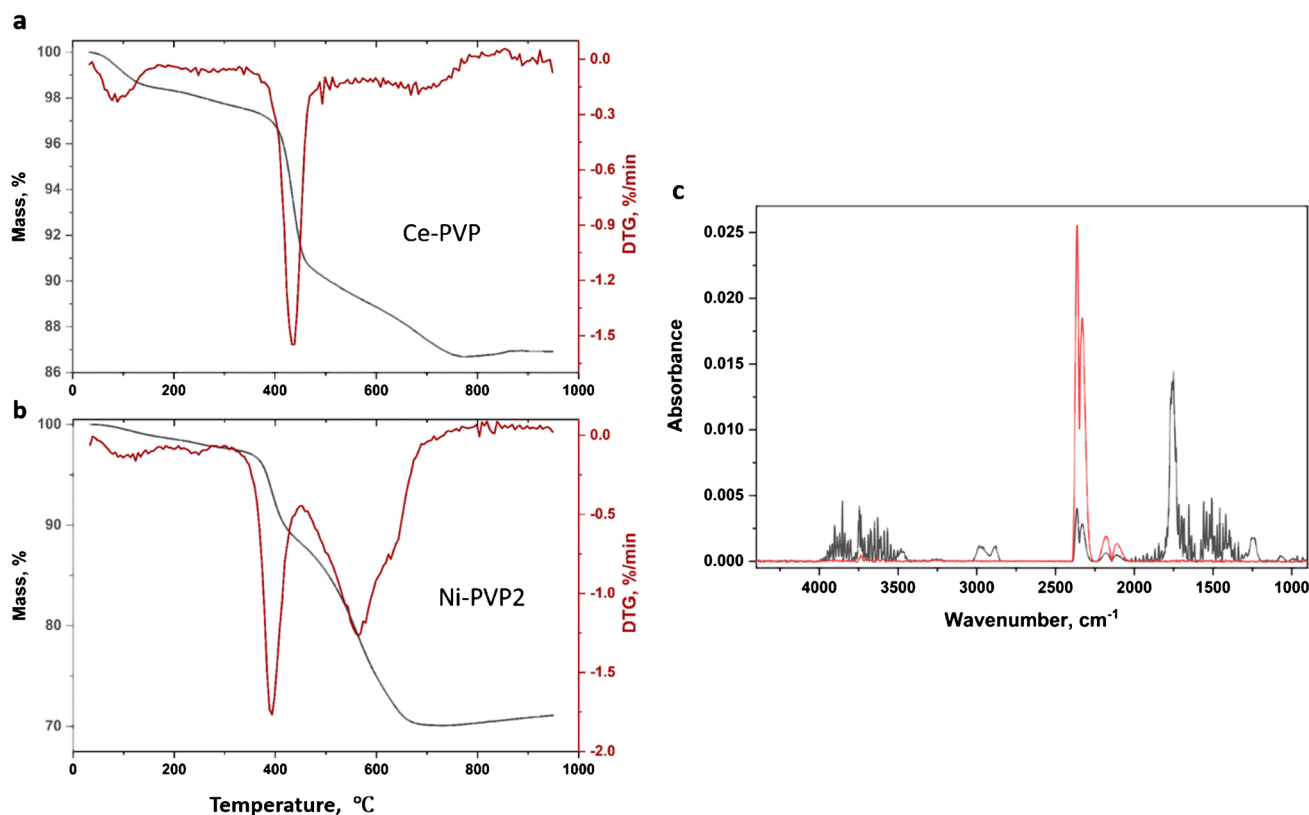 a
100
98
96
94
92
90
88
86
Mass, %
0.0
-0.3
-0.6
-0.9
-1.2
-1.5
DTG, %/min
Ce-PVP
0 200 400 600 800 1000
b
100
90
80
70
Mass, %
0.0
-0.5
-1.0
-1.5
-2.0
DTG, %/min
Ni-PVP2
0 200 400 600 800 1000
Temperature, ℃
c
0.025
0.020
0.015
0.010
0.005
0.000
Absorbance
4000 3500 3000 2500 2000 1500 1000
Wavenumber, cm⁻¹